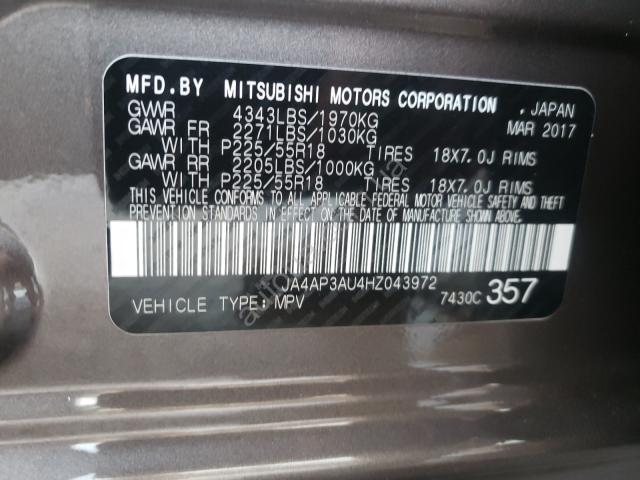 MFD.BY MITSUBISHI MOTORS CORPORATION
, JAPAN
GVWR 4343LBS/1970KG MAR 2017
GAWR FR 2271LBS/1030KG
WITH P225/55R18 TIRES 18X7.0J RIMS
GAWR RR 2205LBS/1000KG
WITH P225/55R18 TIRES 18X7.0J RIMS
THIS VEHICLE CONFORMS TO ALL APPLICABLE FEDERAL MOTOR VEHICLE SAFETY AND THEFT
PREVENTION STANDARDS IN EFFECT ON THE DATE OF MANUFACTURE SHOWN ABOVE.
JA4AP3AU4HZ043972
VEHICLE TYPE: MPV 7430C 357